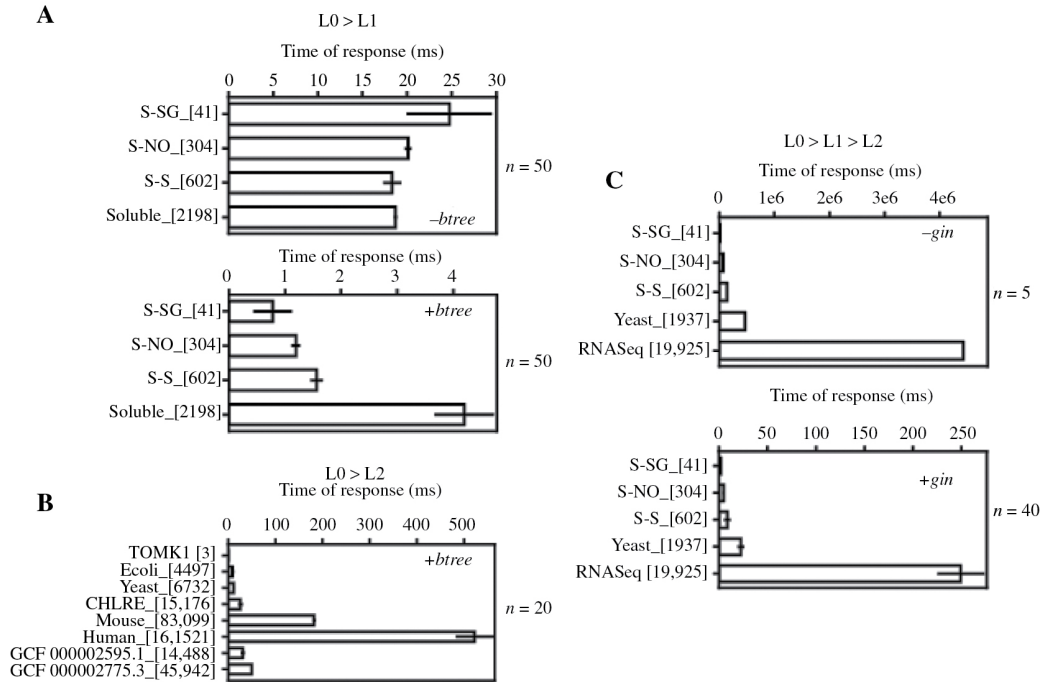 A
L0 > L1
Time of response (ms)
0 5 10 15 20 25 30
S-SG_[41]
S-NO_[304]
S-S_[602]
Soluble_[2198]
–btree
n = 50
Time of response (ms)
0 1 2 3 4
S-SG_[41]
S-NO_[304]
S-S_[602]
Soluble_[2198]
+btree
n = 50
B
L0 > L2
Time of response (ms)
0 100 200 300 400 500
TOMK1 [3]
Ecoli_[4497]
Yeast_[6732]
CHLRE_[15,176]
Mouse_[83,099]
Human_[16,1521]
GCF 000002595.1_[14,488]
GCF 000002775.3_[45,942]
+btree
n = 20
C
L0 > L1 > L2
Time of response (ms)
0 1e6 2e6 3e6 4e6
S-SG_[41]
S-NO_[304]
S-S_[602]
Yeast_[1937]
RNASeq [19,925]
–gin
n = 5
Time of response (ms)
0 50 100 150 200 250
S-SG_[41]
S-NO_[304]
S-S_[602]
Yeast_[1937]
RNASeq [19,925]
+gin
n = 40